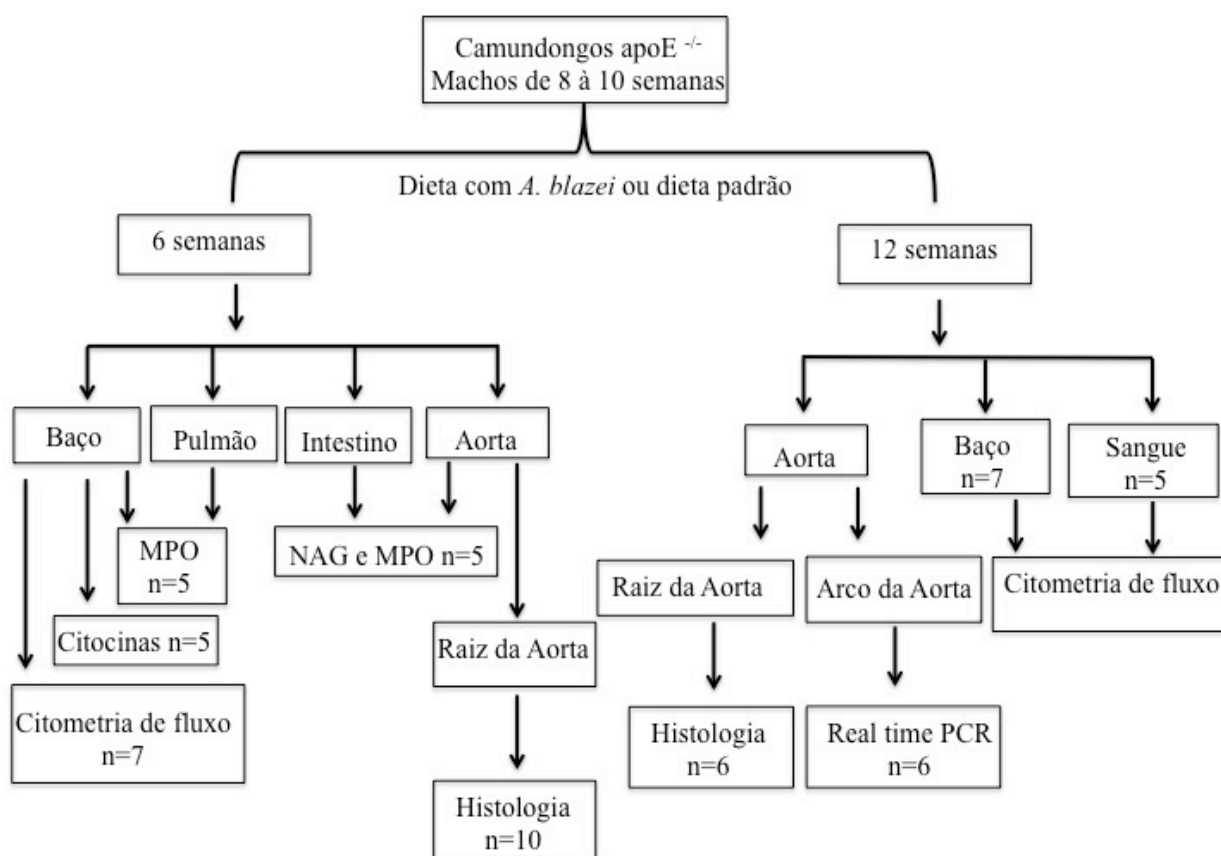 Camundongos apoE -/-
Machos de 8 à 10 semanas
Dieta com A. blazei ou dieta padrão
6 semanas
12 semanas
Baço
Pulmão
Intestino
Aorta
MPO
n=5
NAG e MPO n=5
Citocinas n=5
Citometria de fluxo
n=7
Raiz da Aorta
Histologia
n=10
Aorta
Baço
n=7
Sangue
n=5
Raiz da Aorta
Arco da Aorta
Citometria de fluxo
Histologia
n=6
Real time PCR
n=6